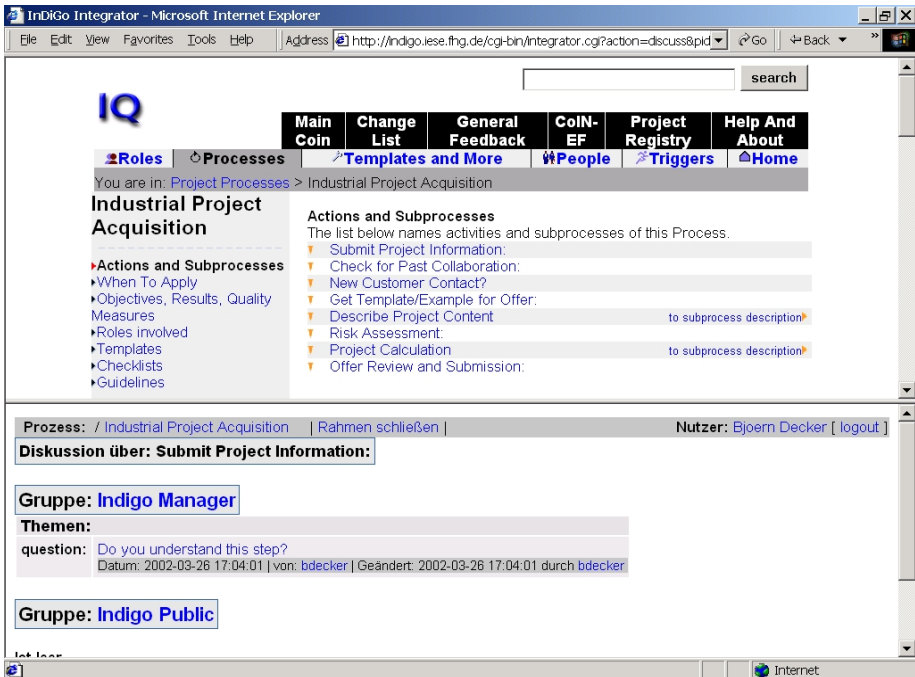 InDiGo Integrator - Microsoft Internet Explorer
File Edit View Favorites Tools Help Address http://indigo.iese.fhg.de/cgi-bin/integrator.cgi?action=discuss&pid Go Back »
search
IQ
Main Coin Change List General Feedback CoIN-EF Project Registry Help And About
Roles Processes Templates and More People Triggers Home
You are in: Project Processes > Industrial Project Acquisition
Industrial Project
Acquisition
Actions and Subprocesses
When To Apply
Objectives, Results, Quality
Measures
Roles involved
Templates
Checklists
Guidelines
Actions and Subprocesses
The list below names activities and subprocesses of this Process.
Submit Project Information:
Check for Past Collaboration:
New Customer Contact?
Get Template/Example for Offer:
Describe Project Content to subprocess description
Risk Assessment:
Project Calculation to subprocess description
Offer Review and Submission:
Prozess: / Industrial Project Acquisition | Rahmen schließen | Nutzer: Bjoern Decker [ logout ]
Diskussion über: Submit Project Information:
Gruppe: Indigo Manager
Themen:
question: Do you understand this step?
Datum: 2002-03-26 17:04:01 | von: bdecker | Geändert: 2002-03-26 17:04:01 durch bdecker
Gruppe: Indigo Public
Ist leer
Internet